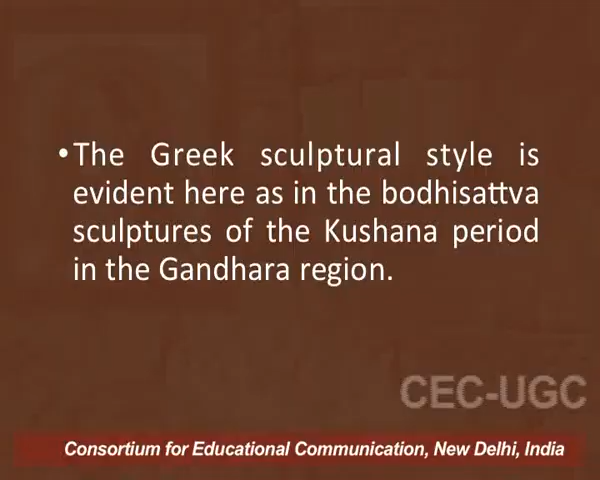 •The Greek sculptural style is
evident here as in the bodhisattva
sculptures of the Kushana period
in the Gandhara region.
CEC-UGC
Consortium for Educational Communication, New Delhi, India